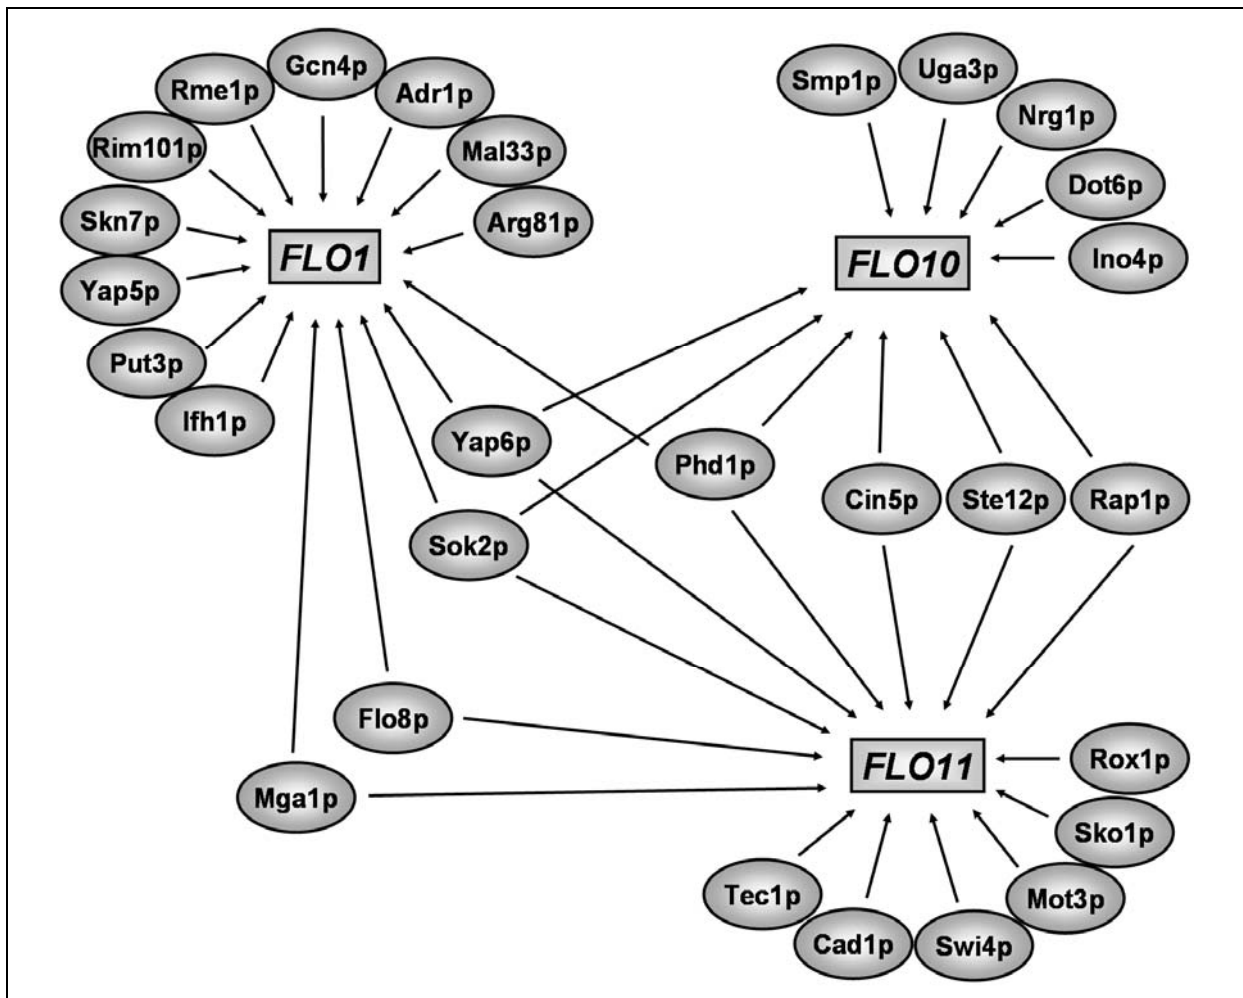 Gcn4p
Rme1p
Adr1p
Rim101p
Mal33p
Skn7p
Arg81p
FLO1
Yap5p
Put3p
Ifh1p
Smp1p
Uga3p
Nrg1p
Dot6p
Ino4p
FLO10
Yap6p
Phd1p
Sok2p
Cin5p
Ste12p
Rap1p
Flo8p
Mga1p
FLO11
Rox1p
Sko1p
Mot3p
Tec1p
Cad1p
Swi4p